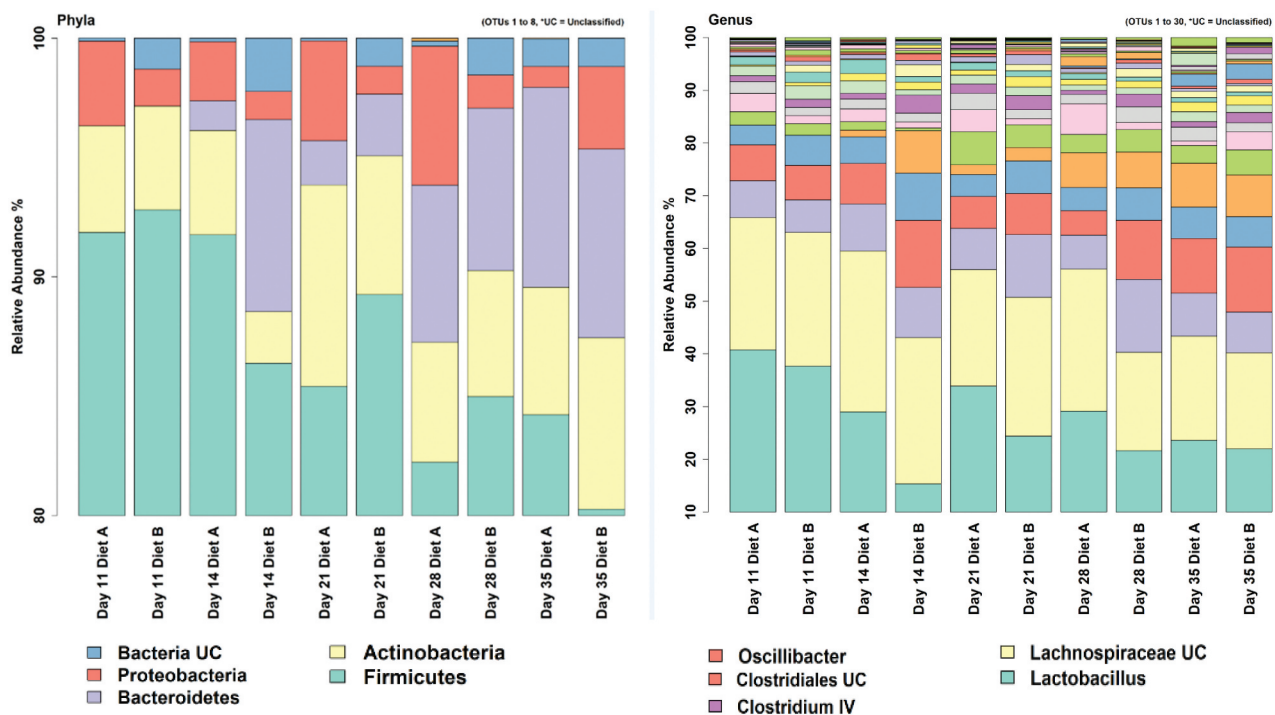 Phyla
(OTUs 1 to 8, *UC = Unclassified)
Relative Abundance %
100
90
80
Day 11 Diet A
Day 11 Diet B
Day 14 Diet A
Day 14 Diet B
Day 21 Diet A
Day 21 Diet B
Day 28 Diet A
Day 28 Diet B
Day 35 Diet A
Day 35 Diet B
Bacteria UC
Proteobacteria
Bacteroidetes
Actinobacteria
Firmicutes
Genus
(OTUs 1 to 30, *UC = Unclassified)
Relative Abundance %
100
90
80
70
60
50
40
30
20
10
Day 11 Diet A
Day 11 Diet B
Day 14 Diet A
Day 14 Diet B
Day 21 Diet A
Day 21 Diet B
Day 28 Diet A
Day 28 Diet B
Day 35 Diet A
Day 35 Diet B
Oscillibacter
Clostridiales UC
Clostridium IV
Lachnospiraceae UC
Lactobacillus